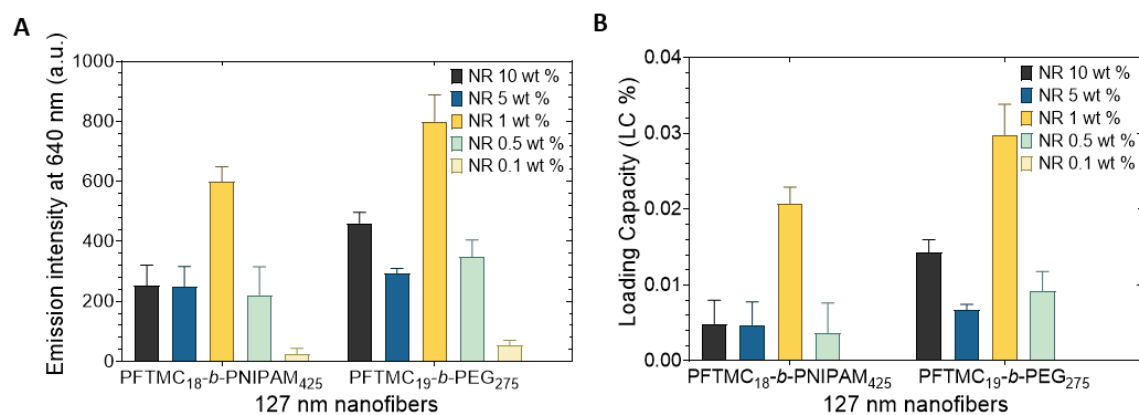 A
Emission intensity at 640 nm (a.u.)
1000
800
600
400
200
0
NR 10 wt %
NR 5 wt %
NR 1 wt %
NR 0.5 wt %
NR 0.1 wt %
PFTMC18-b-PNIPAM425
PFTMC19-b-PEG275
127 nm nanofibers
B
Loading Capacity (LC %)
0.04
0.03
0.02
0.01
0.00
NR 10 wt %
NR 5 wt %
NR 1 wt %
NR 0.5 wt %
NR 0.1 wt %
PFTMC18-b-PNIPAM425
PFTMC19-b-PEG275
127 nm nanofibers